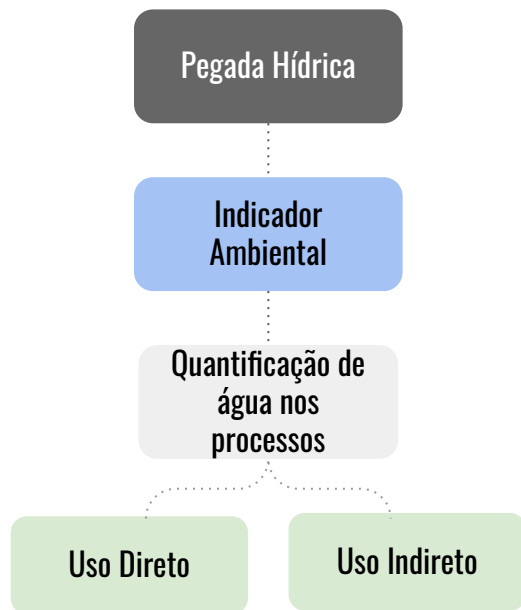 Pegada Hídrica
Indicador
Ambiental
Quantificação de
água nos
processos
Uso Direto
Uso Indireto